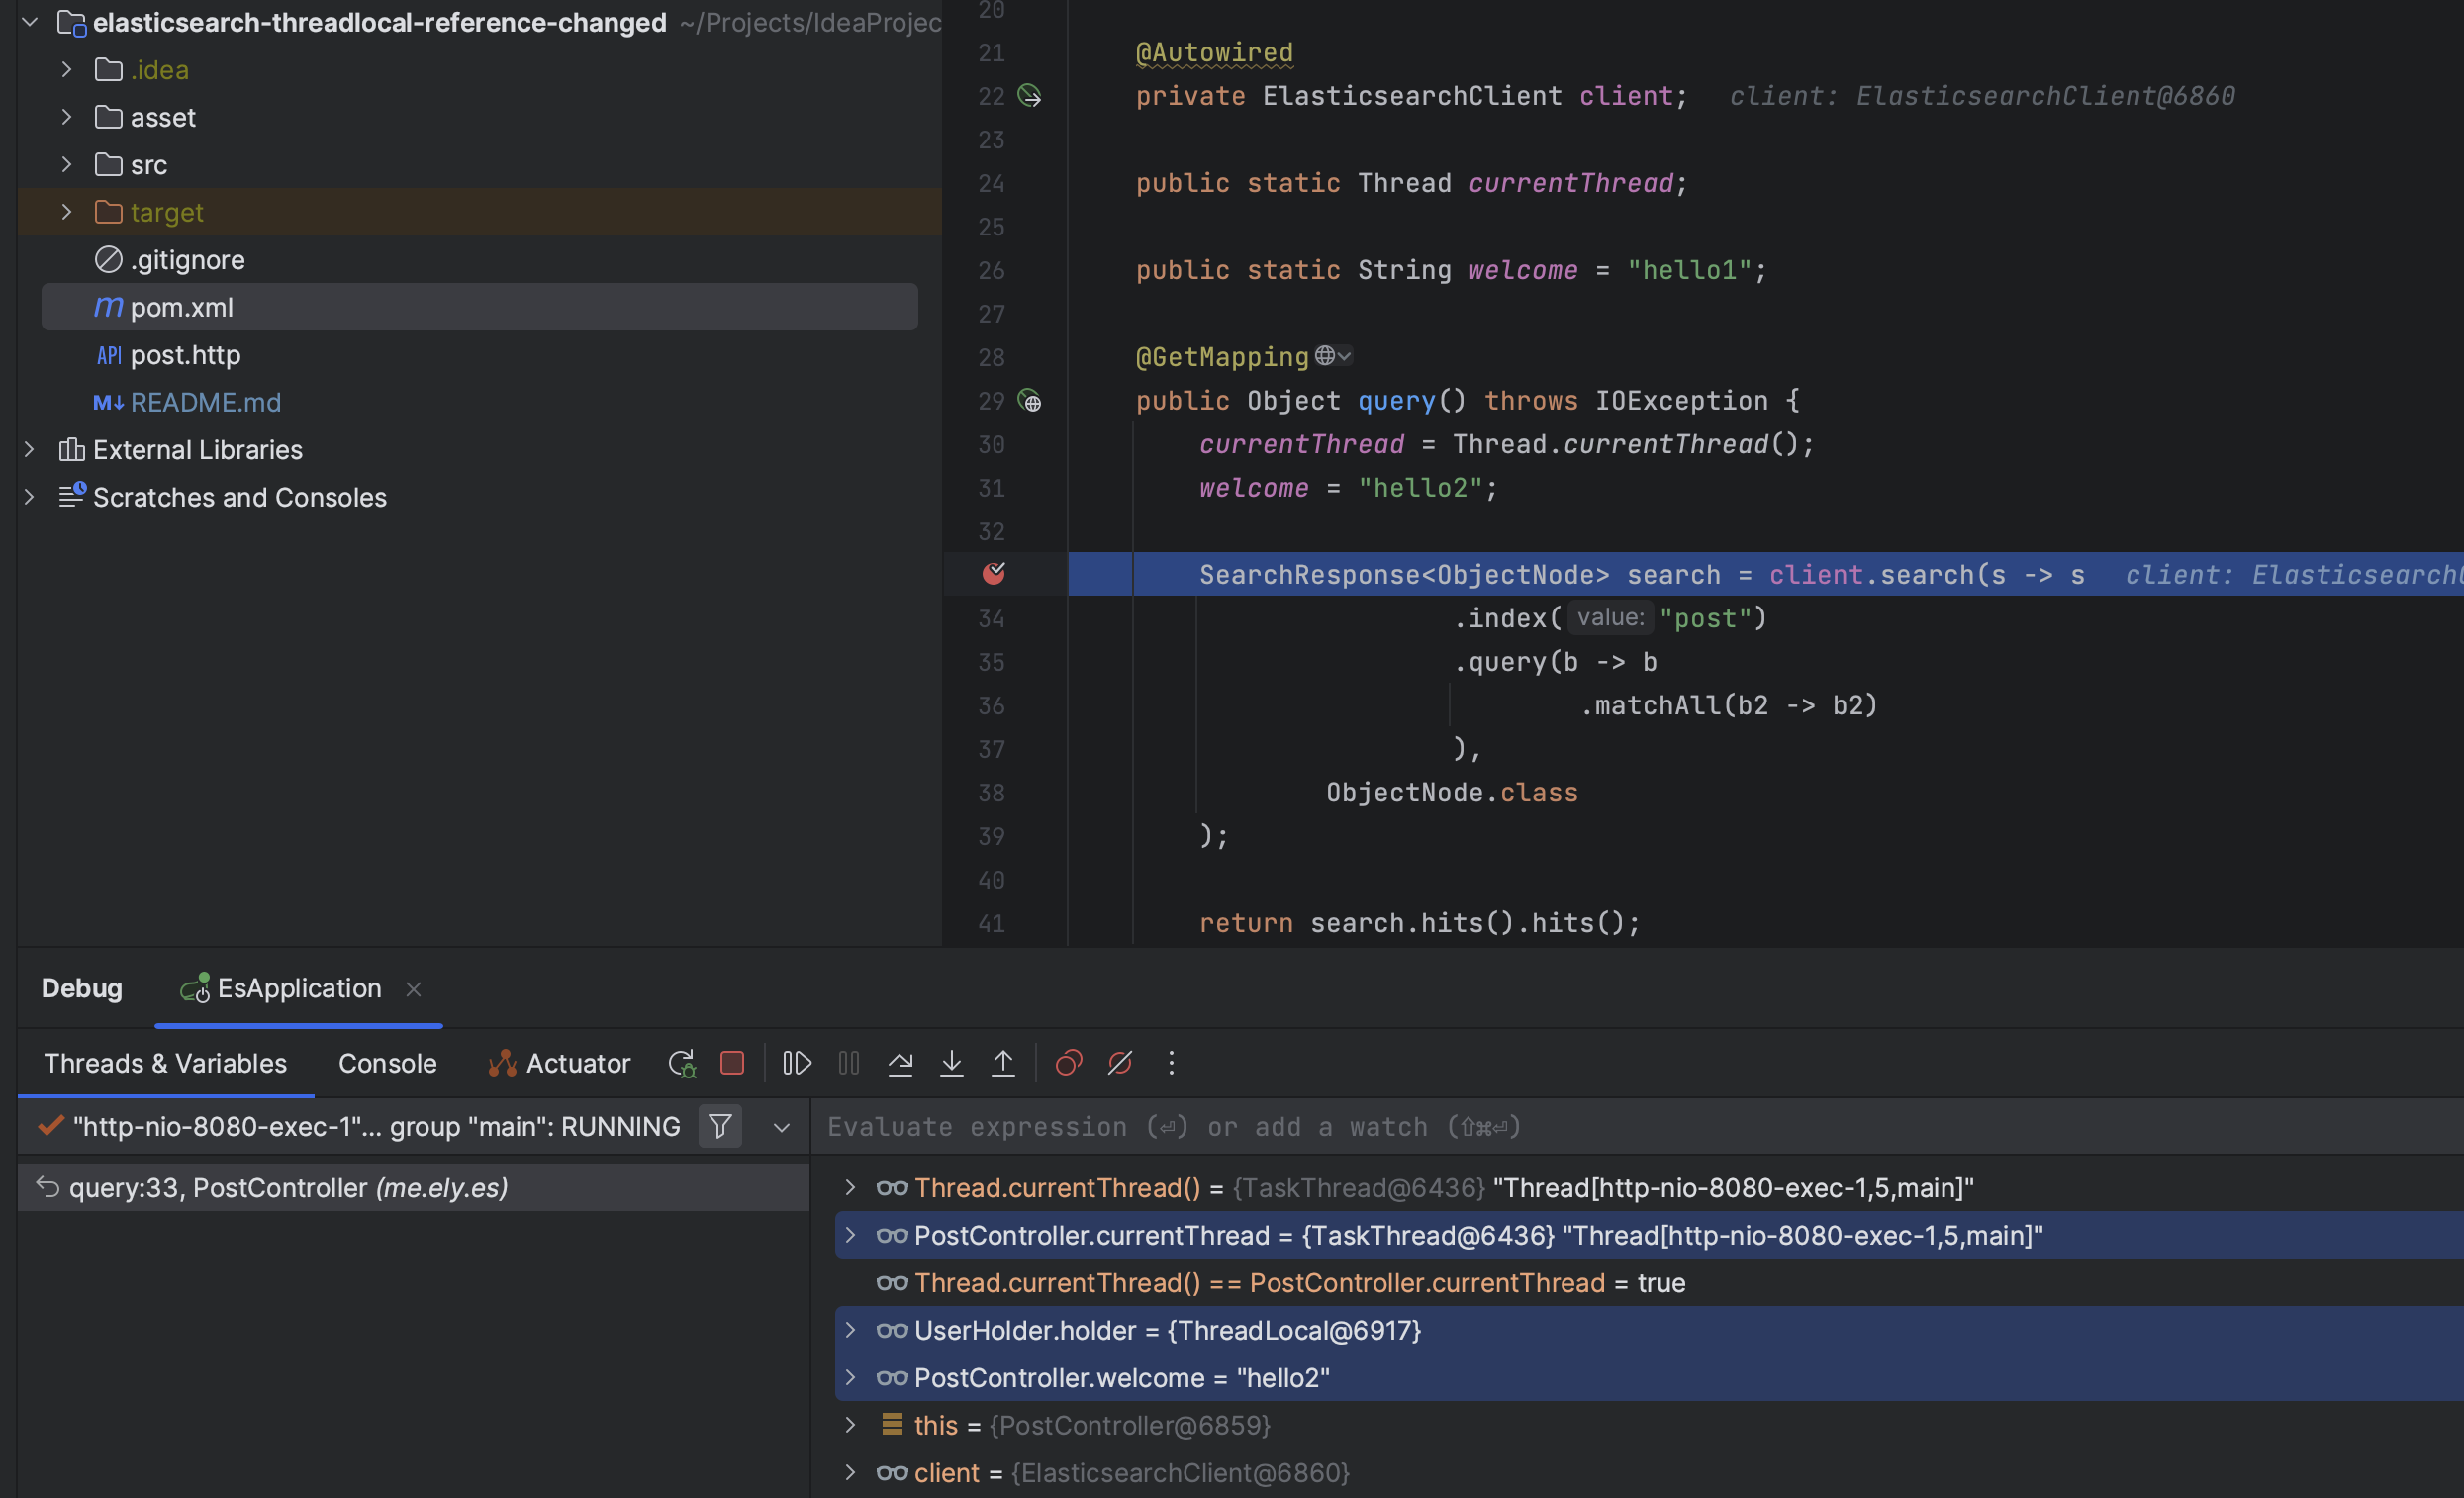 elasticsearch-threadlocal-reference-changed ~/Projects/IdeaProjec
.idea
asset
src
target
.gitignore
m pom.xml
API post.http
M↓ README.md
External Libraries
Scratches and Consoles
20
21 @Autowired
22 private ElasticsearchClient client; client: ElasticsearchClient@6860
23
24 public static Thread currentThread;
25
26 public static String welcome = "hello1";
27
28 @GetMapping
29 public Object query() throws IOException {
30 currentThread = Thread.currentThread();
31 welcome = "hello2";
32
SearchResponse<ObjectNode> search = client.search(s -> s client: Elasticsearch
34 .index( value: "post")
35 .query(b -> b
36 .matchAll(b2 -> b2)
37 ),
38 ObjectNode.class
39 );
40
41 return search.hits().hits();
Debug EsApplication ×
Threads & Variables Console Actuator
"http-nio-8080-exec-1"... group "main": RUNNING
query:33, PostController (me.ely.es)
Evaluate expression (⏎) or add a watch (⇧⌘⏎)
Thread.currentThread() = {TaskThread@6436} "Thread[http-nio-8080-exec-1,5,main]"
PostController.currentThread = {TaskThread@6436} "Thread[http-nio-8080-exec-1,5,main]"
Thread.currentThread() == PostController.currentThread = true
UserHolder.holder = {ThreadLocal@6917}
PostController.welcome = "hello2"
this = {PostController@6859}
client = {ElasticsearchClient@6860}